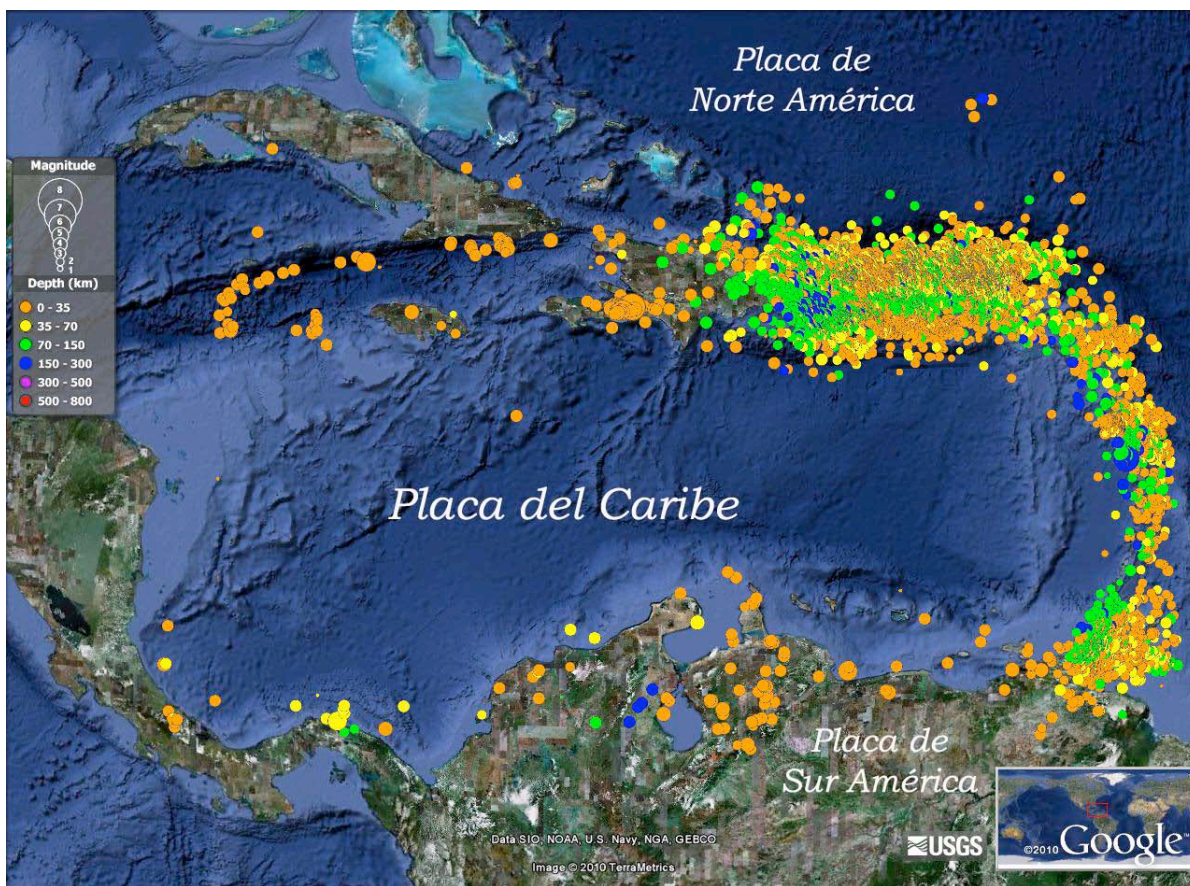 Placa de
Norte América
Magnitude
8
7
6
5
4
3
2
1
Depth (km)
0 - 35
35 - 70
70 - 150
150 - 300
300 - 500
500 - 800
Placa del Caribe
Placa de
Sur América
Data SIO, NOAA, U.S. Navy, NGA, GEBCO
Image © 2010 TerraMetrics
USGS
©2010 Google™